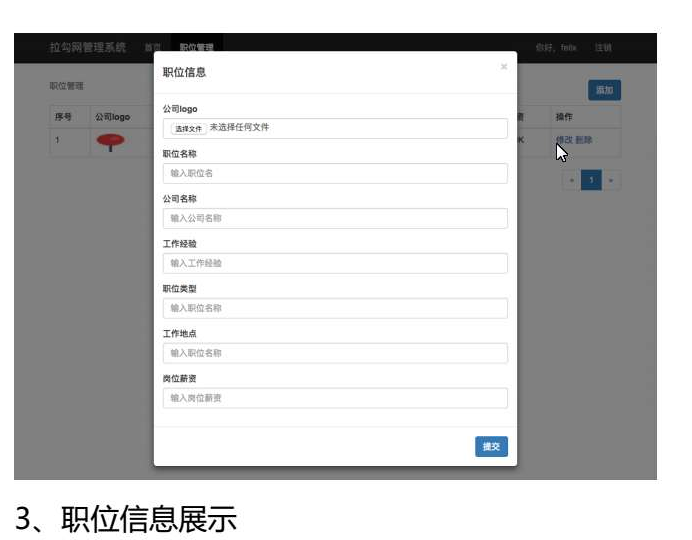 拉勾网管理系统 首页 职位管理 你好, felix 注销
职位信息 ×
职位管理 添加
序号 公司logo 操作
1 K 修改 删除
« 1 »
公司logo
选择文件 未选择任何文件
职位名称
输入职位名
公司名称
输入公司名称
工作经验
输入工作经验
职位类型
输入职位名称
工作地点
输入职位名称
岗位薪资
输入岗位薪资
提交
3、职位信息展示